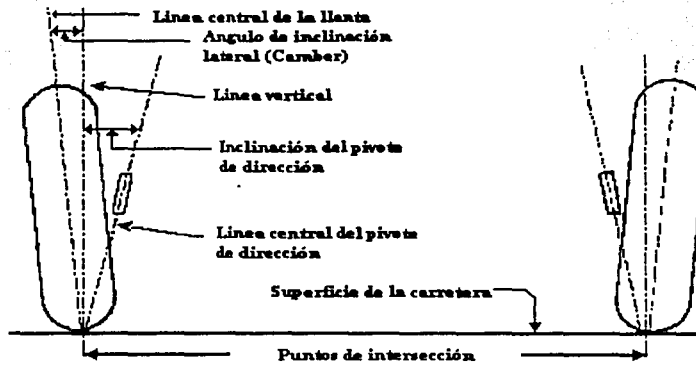 Linea central de la llanta
Angulo de inclinación
lateral (Camber)
Linea vertical
Inclinación del pivote
de dirección
Linea central del pivote
de dirección
Superficie de la carretera
Puntos de intersección